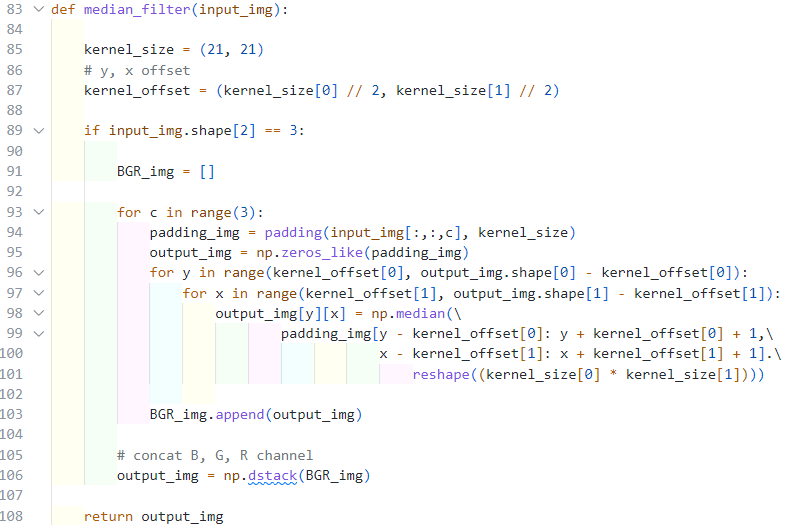 83 def median_filter(input_img):
84
85 kernel_size = (21, 21)
86 # y, x offset
87 kernel_offset = (kernel_size[0] // 2, kernel_size[1] // 2)
88
89 if input_img.shape[2] == 3:
90
91 BGR_img = []
92
93 for c in range(3):
94 padding_img = padding(input_img[:,:,c], kernel_size)
95 output_img = np.zeros_like(padding_img)
96 for y in range(kernel_offset[0], output_img.shape[0] - kernel_offset[0]):
97 for x in range(kernel_offset[1], output_img.shape[1] - kernel_offset[1]):
98 output_img[y][x] = np.median(\
99 padding_img[y - kernel_offset[0]: y + kernel_offset[0] + 1,\
100 x - kernel_offset[1]: x + kernel_offset[1] + 1].\
101 reshape((kernel_size[0] * kernel_size[1])))
102
103 BGR_img.append(output_img)
104
105 # concat B, G, R channel
106 output_img = np.dstack(BGR_img)
107
108 return output_img